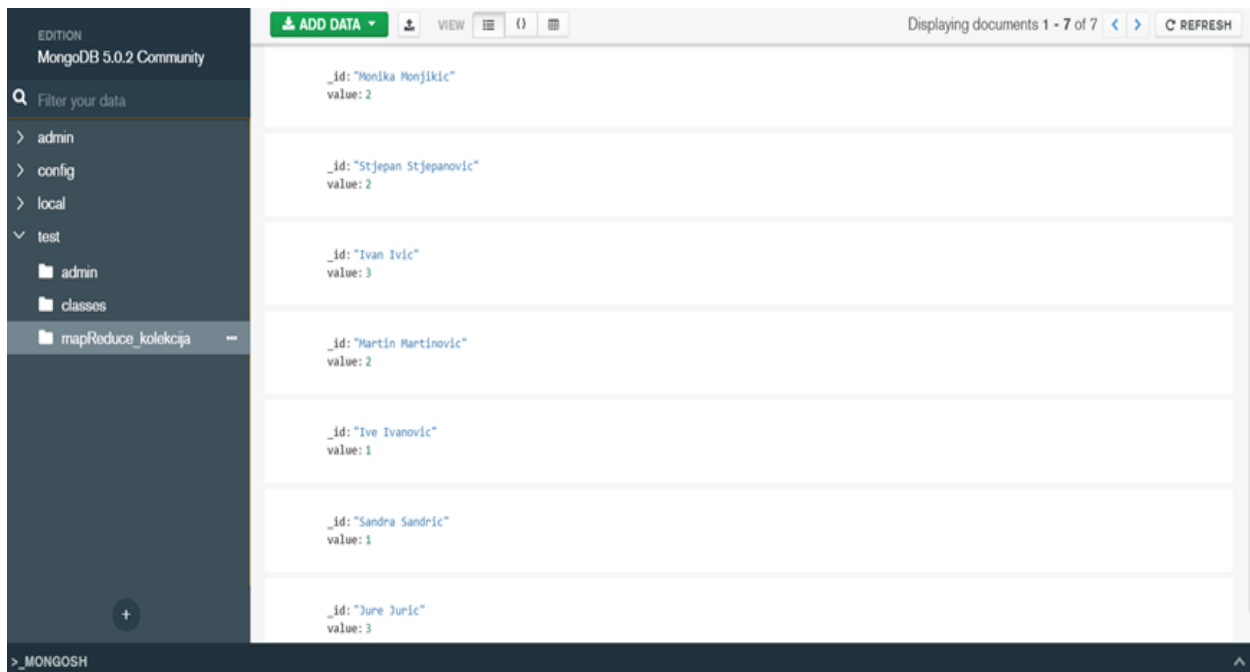 EDITION
MongoDB 5.0.2 Community
Filter your data
admin
config
local
test
admin
classes
mapReduce_kolekcija
ADD DATA
VIEW
{}
Displaying documents 1 - 7 of 7
REFRESH
_id: "Monika Monjikic"
value: 2
_id: "Stjepan Stjepanovic"
value: 2
_id: "Ivan Ivic"
value: 3
_id: "Martin Martinovic"
value: 2
_id: "Ive Ivanovic"
value: 1
_id: "Sandra Sandric"
value: 1
_id: "Jure Juric"
value: 3
>_MONGOSH